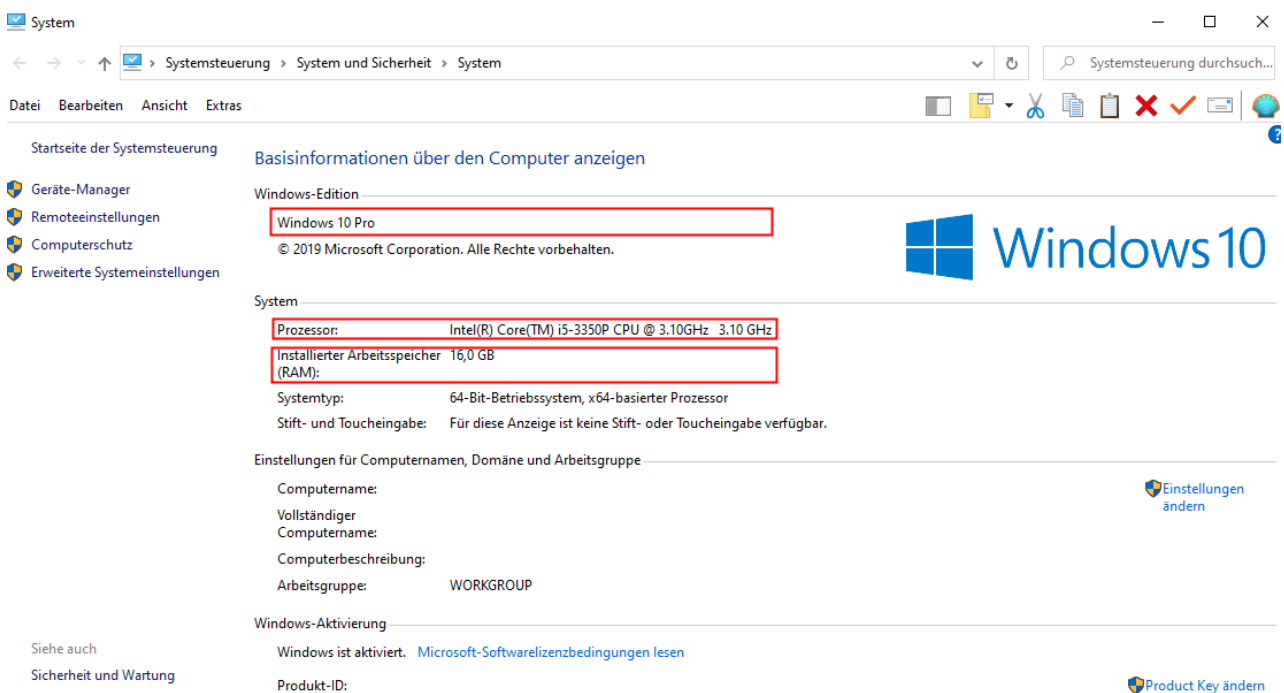 System
Systemsteuerung › System und Sicherheit › System
Systemsteuerung durchsuch...
Datei Bearbeiten Ansicht Extras
?
Startseite der Systemsteuerung
Geräte-Manager
Remoteeinstellungen
Computerschutz
Erweiterte Systemeinstellungen
Basisinformationen über den Computer anzeigen
Windows-Edition
Windows 10 Pro
© 2019 Microsoft Corporation. Alle Rechte vorbehalten.
Windows 10
System
Prozessor: Intel(R) Core(TM) i5-3350P CPU @ 3.10GHz 3.10 GHz
Installierter Arbeitsspeicher 16,0 GB
(RAM):
Systemtyp: 64-Bit-Betriebssystem, x64-basierter Prozessor
Stift- und Toucheingabe: Für diese Anzeige ist keine Stift- oder Toucheingabe verfügbar.
Einstellungen für Computernamen, Domäne und Arbeitsgruppe
Computername:
Vollständiger
Computername:
Computerbeschreibung:
Arbeitsgruppe: WORKGROUP
Einstellungen
ändern
Windows-Aktivierung
Windows ist aktiviert. Microsoft-Softwarelizenzbedingungen lesen
Produkt-ID:
Product Key ändern
Siehe auch
Sicherheit und Wartung